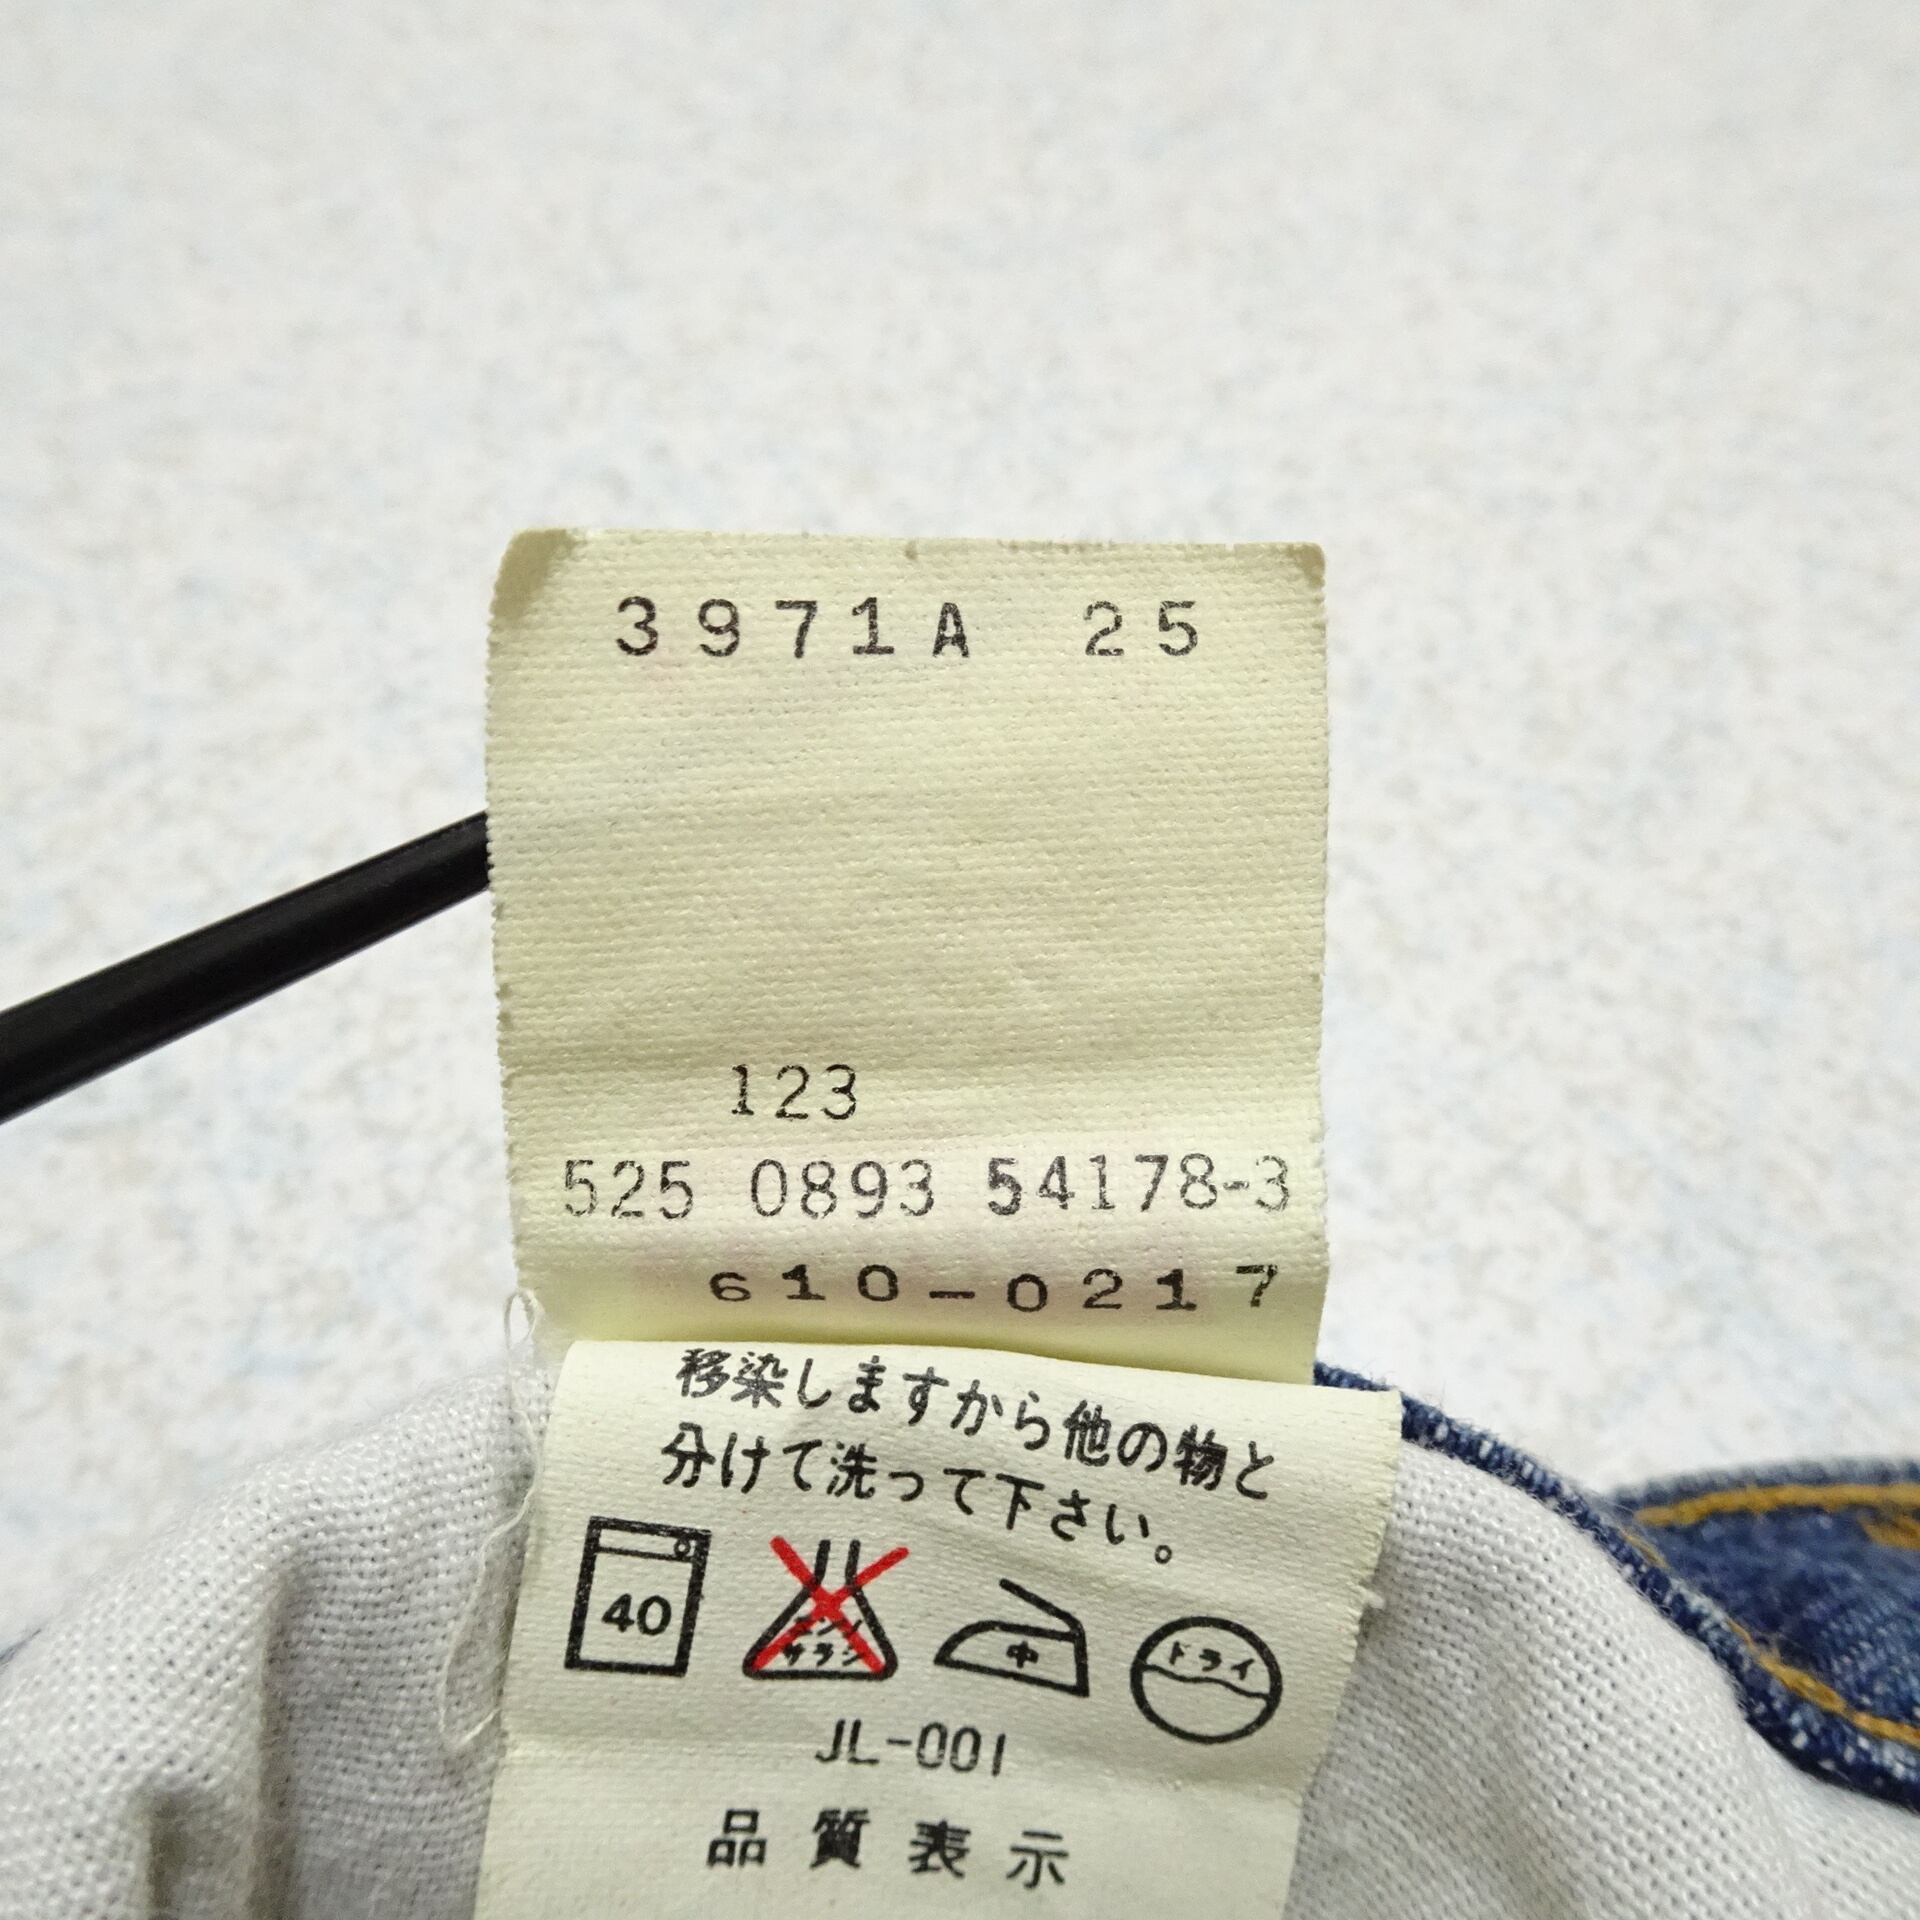 3971A 25
123
525 0893 54178-3
610-0217
移染しますから他の物と
分けて洗って下さい。
40
エンソ
サラシ
中
ドライ
JL-001
品質表示